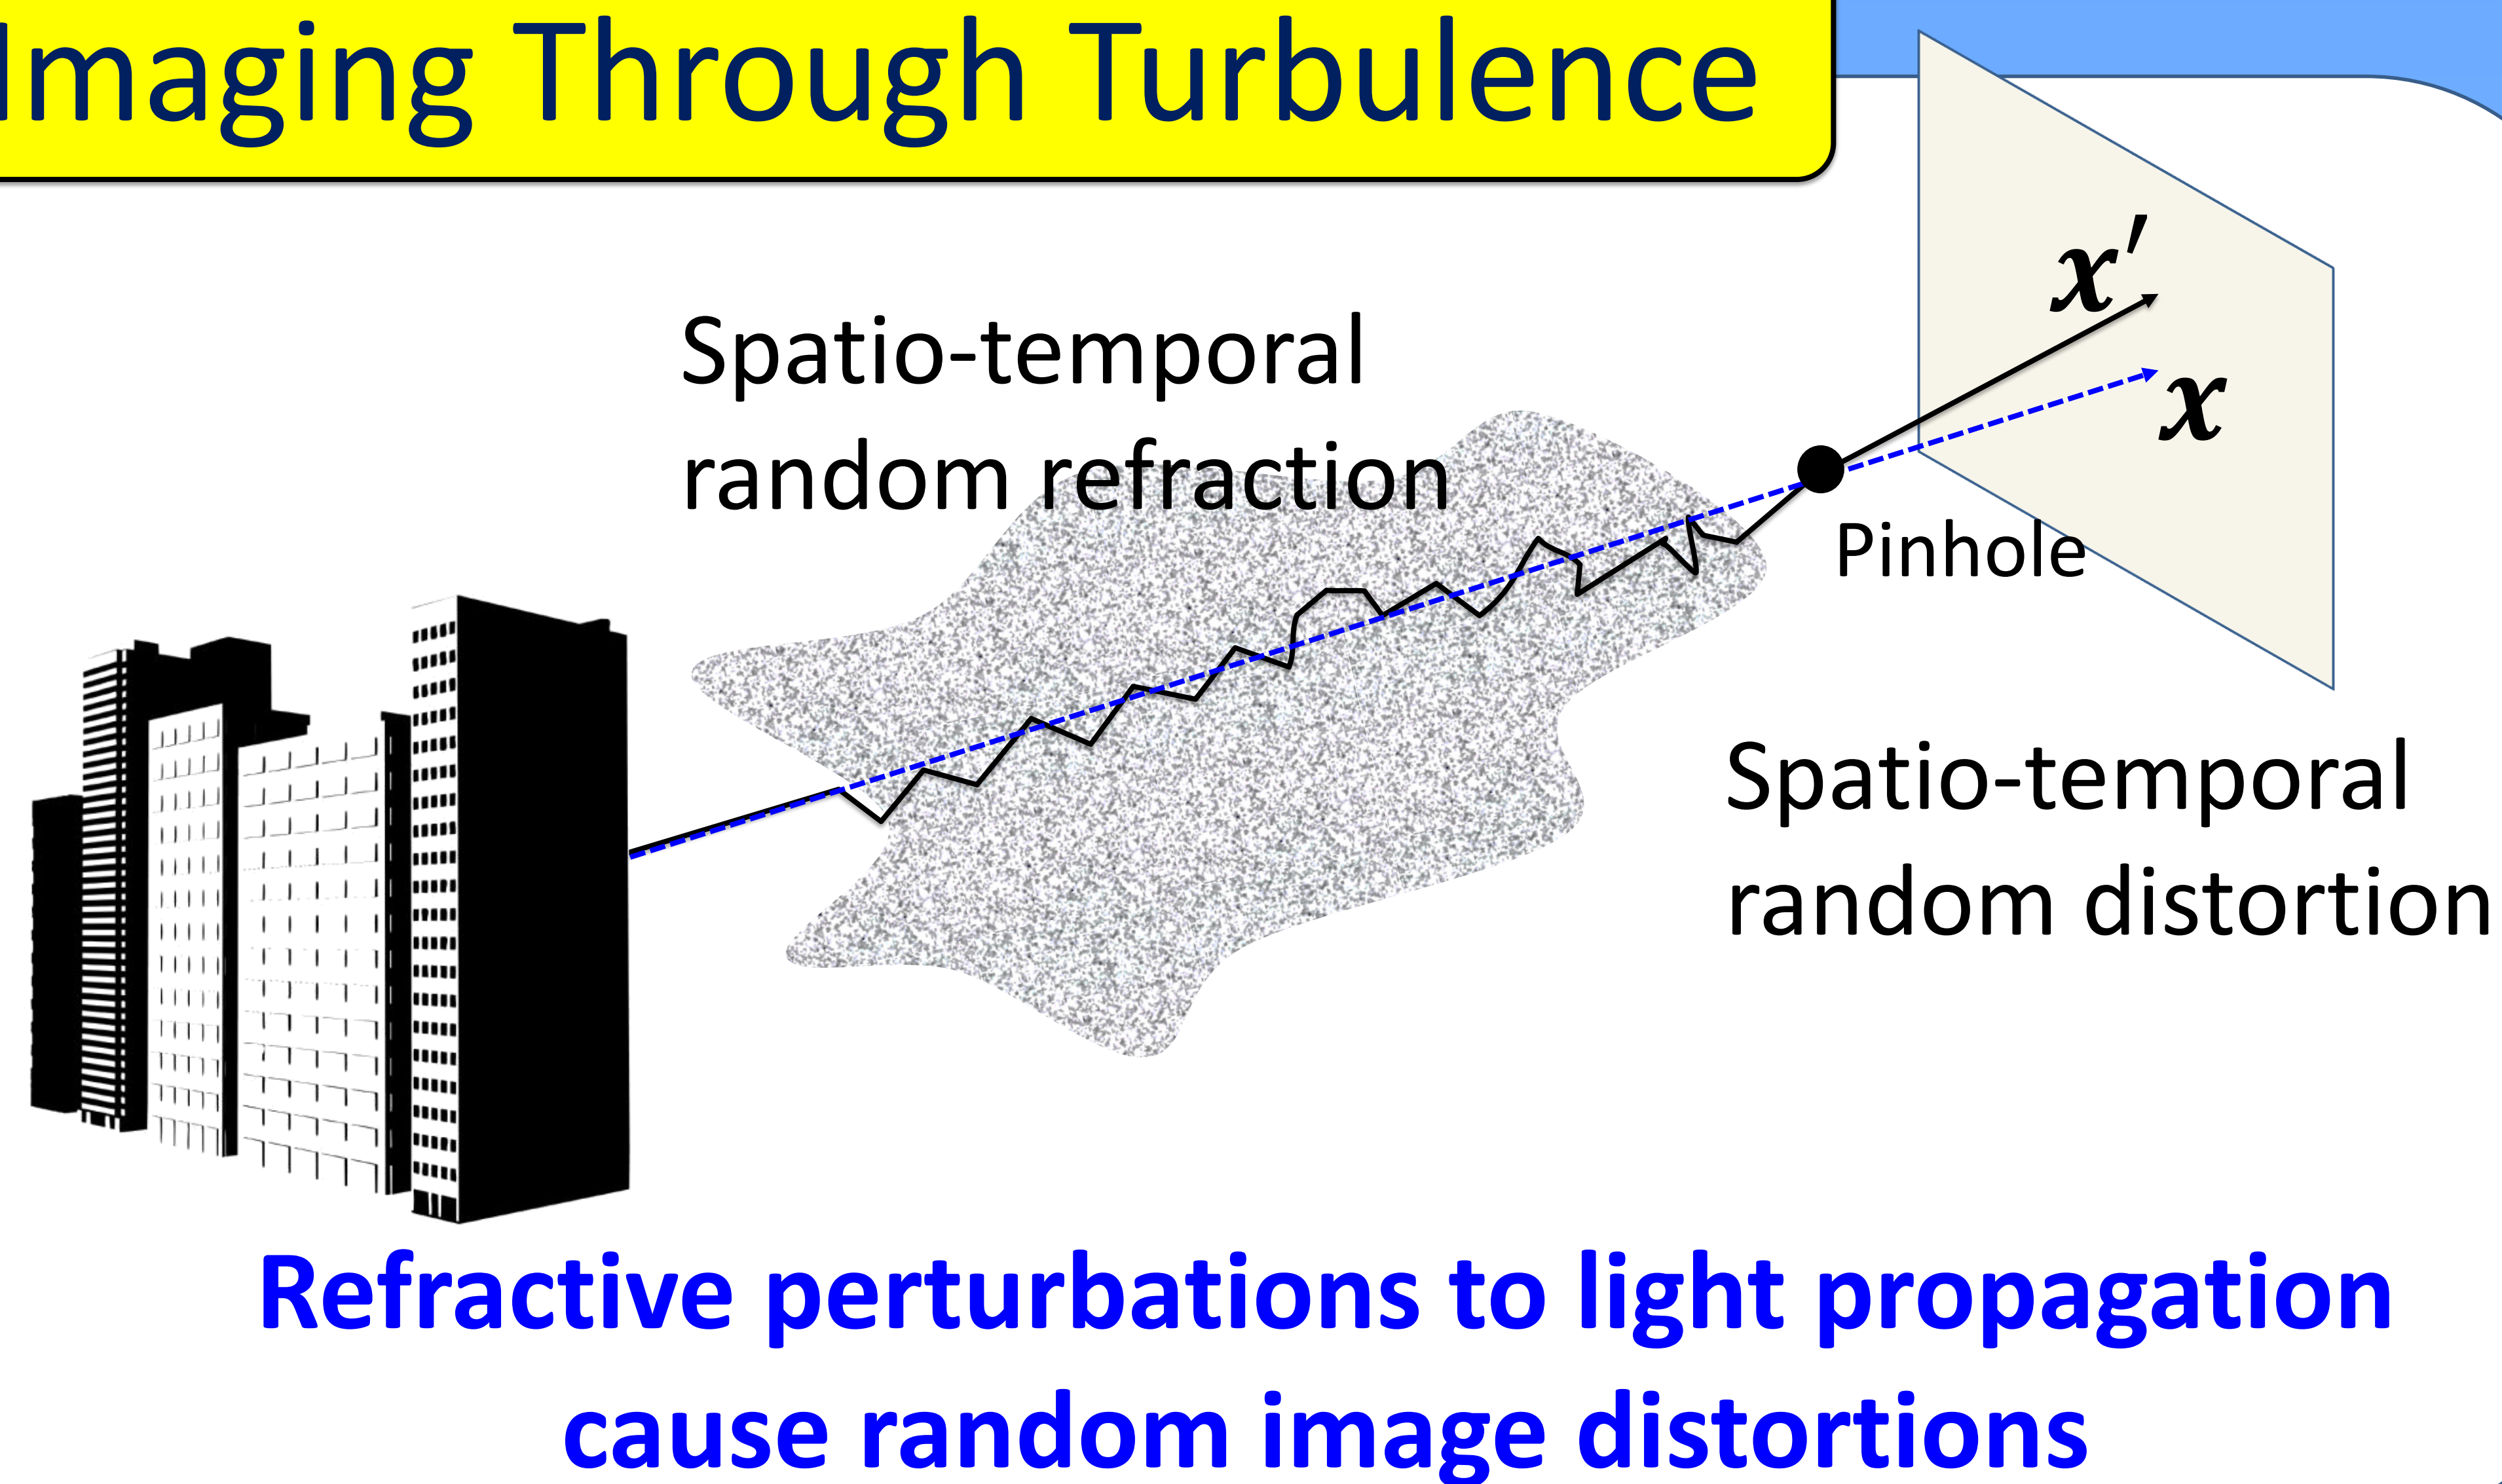 Imaging Through Turbulence
x'
x
Spatio-temporal
random refraction
Pinhole
Spatio-temporal
random distortion
Refractive perturbations to light propagation
cause random image distortions